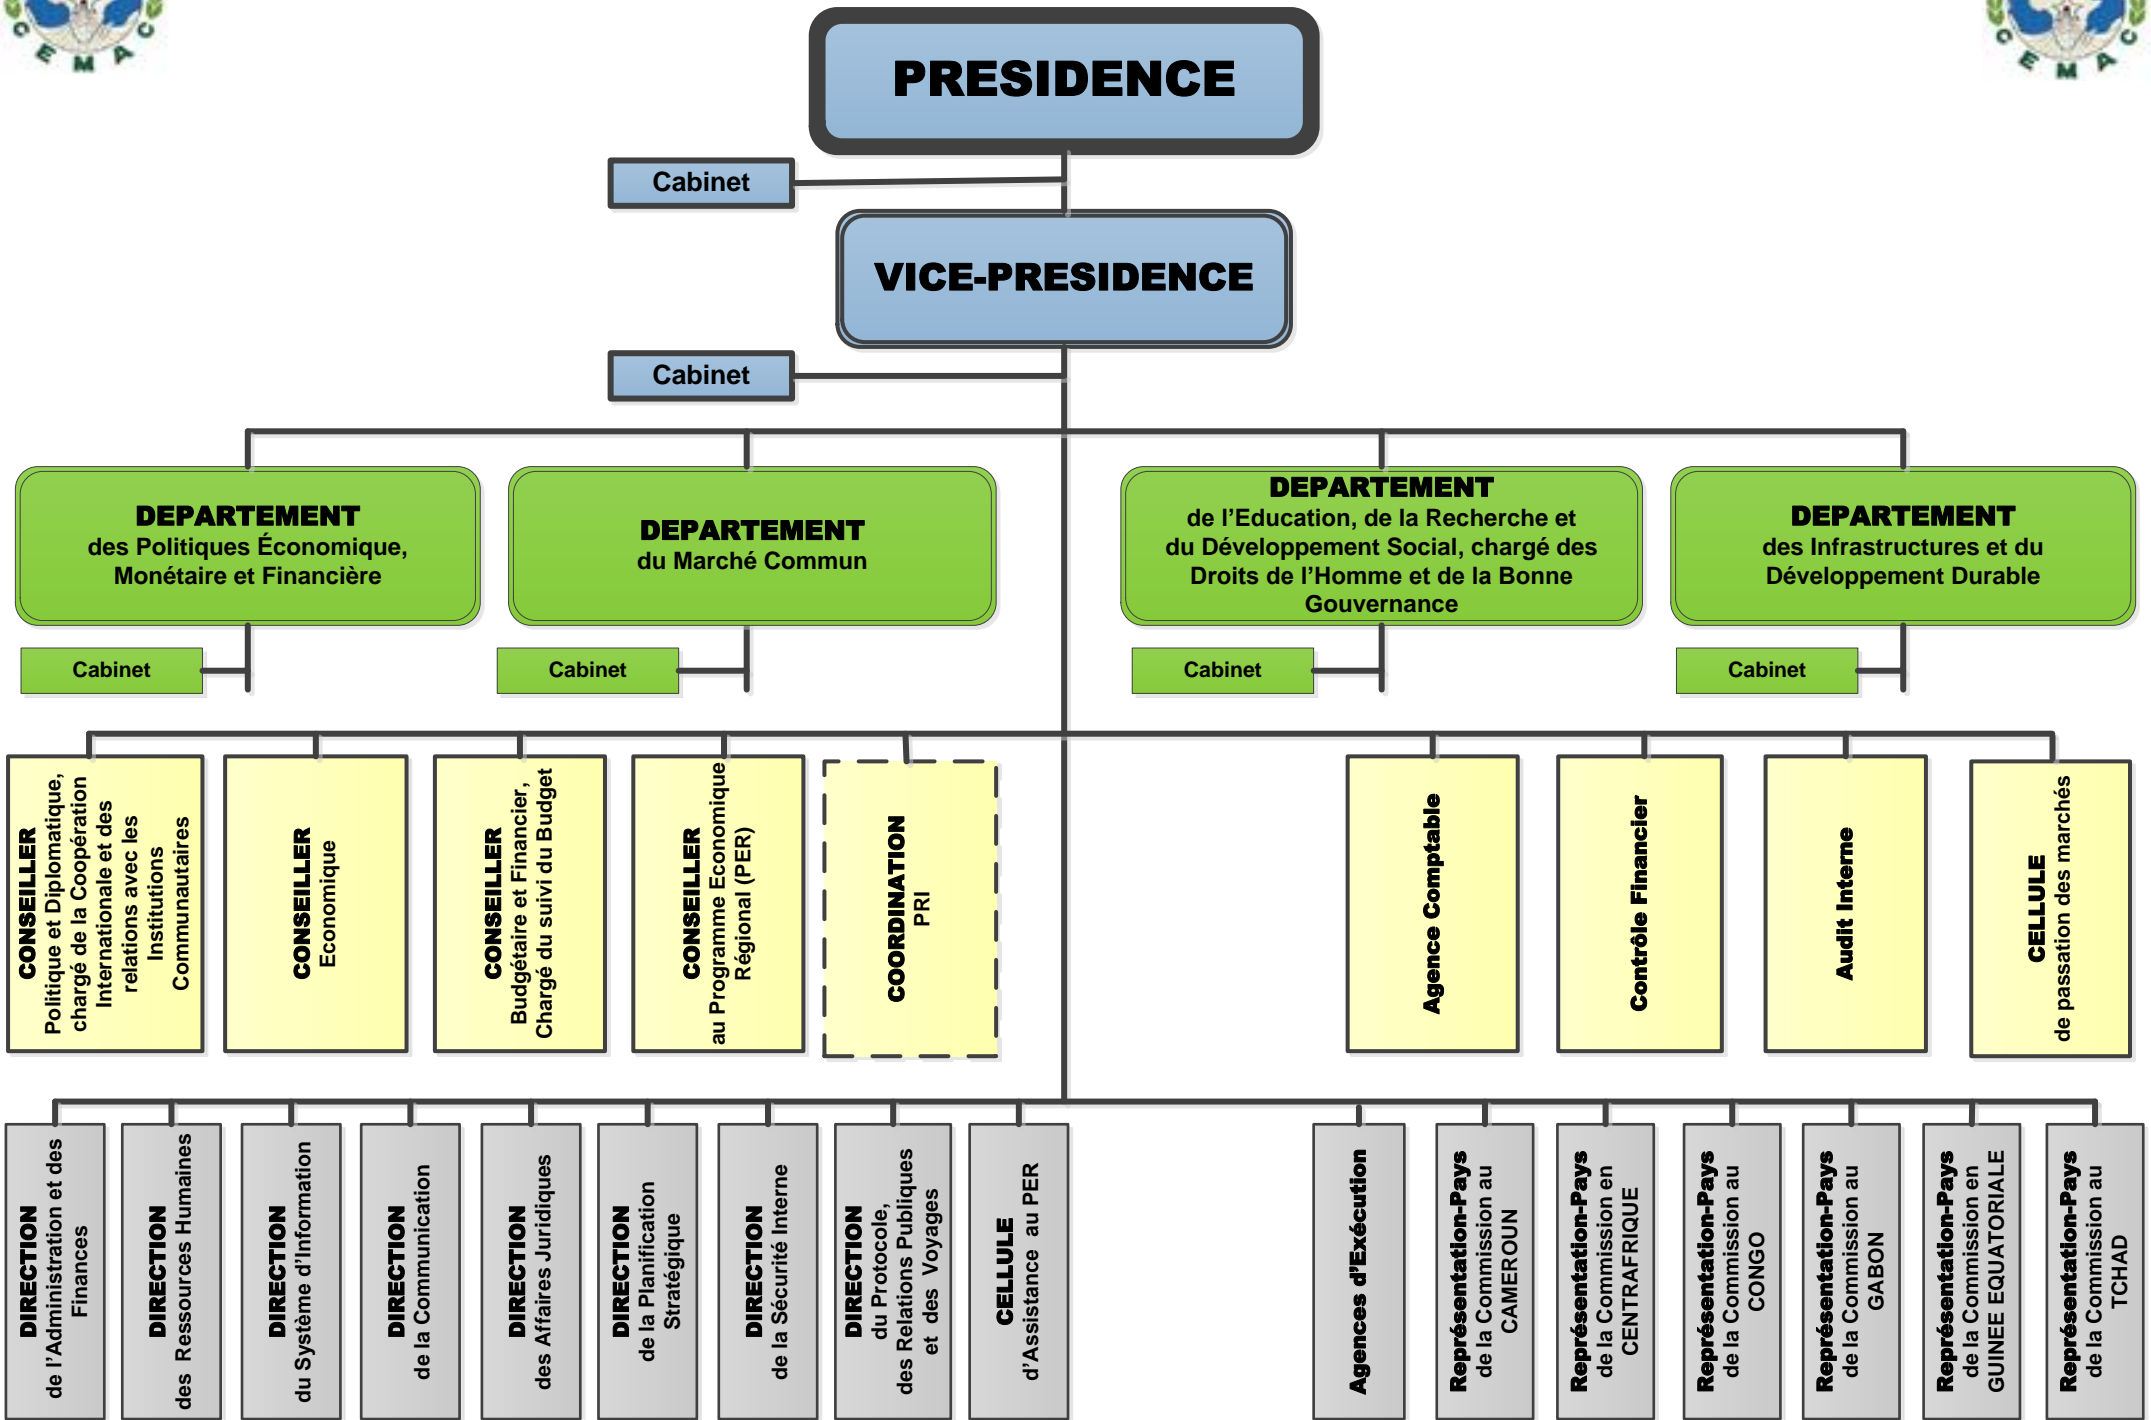 CEMAC
CEMAC
PRESIDENCE
Cabinet
VICE-PRESIDENCE
Cabinet
DEPARTEMENT
des Politiques Économique,
Monétaire et Financière
DEPARTEMENT
du Marché Commun
DEPARTEMENT
de l'Education, de la Recherche et
du Développement Social, chargé des
Droits de l'Homme et de la Bonne
Gouvernance
DEPARTEMENT
des Infrastructures et du
Développement Durable
Cabinet
Cabinet
Cabinet
Cabinet
CONSEILLER
Politique et Diplomatique,
chargé de la Coopération
Internationale et des
relations avec les
Institutions
Communautaires
CONSEILLER
Economique
CONSEILLER
Budgétaire et Financier,
Chargé du suivi du Budget
CONSEILLER
au Programme Economique
Régional (PER)
COORDINATION
PRI
Agence Comptable
Contrôle Financier
Audit Interne
CELLULE
de passation des marchés
DIRECTION
de l'Administration et des
Finances
DIRECTION
des Ressources Humaines
DIRECTION
du Système d'Information
DIRECTION
de la Communication
DIRECTION
des Affaires Juridiques
DIRECTION
de la Planification
Stratégique
DIRECTION
de la Sécurité Interne
DIRECTION
du Protocole,
des Relations Publiques
et des Voyages
CELLULE
d'Assistance au PER
Agences d'Exécution
Représentation-Pays
de la Commission au
CAMEROUN
Représentation-Pays
de la Commission en
CENTRAFRIQUE
Représentation-Pays
de la Commission au
CONGO
Représentation-Pays
de la Commission au
GABON
Représentation-Pays
de la Commission en
GUINEE EQUATORIALE
Représentation-Pays
de la Commission au
TCHAD